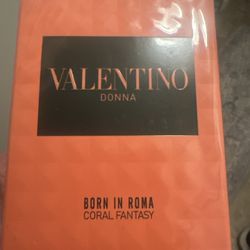 VALENTINO
DONNA
BORN IN ROMA
CORAL FANTASY